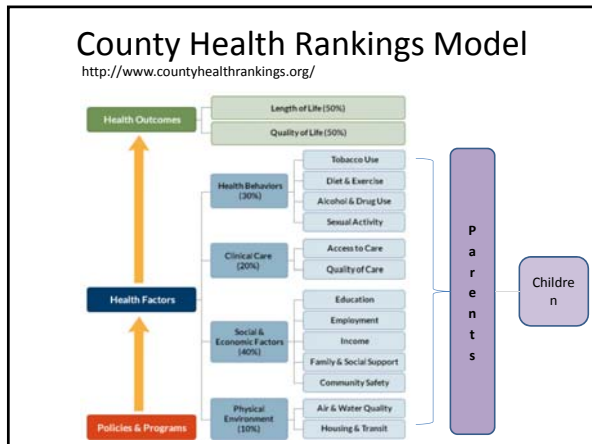 County Health Rankings Model
http://www.countyhealthrankings.org/
Health Outcomes
Length of Life (50%)
Quality of Life (50%)
Health Factors
Health Behaviors
(30%)
Tobacco Use
Diet & Exercise
Alcohol & Drug Use
Sexual Activity
Clinical Care
(20%)
Access to Care
Quality of Care
Social &
Economic Factors
(40%)
Education
Employment
Income
Family & Social Support
Community Safety
Physical
Environment
(10%)
Air & Water Quality
Housing & Transit
Policies & Programs
P
a
r
e
n
t
s
Childre
n